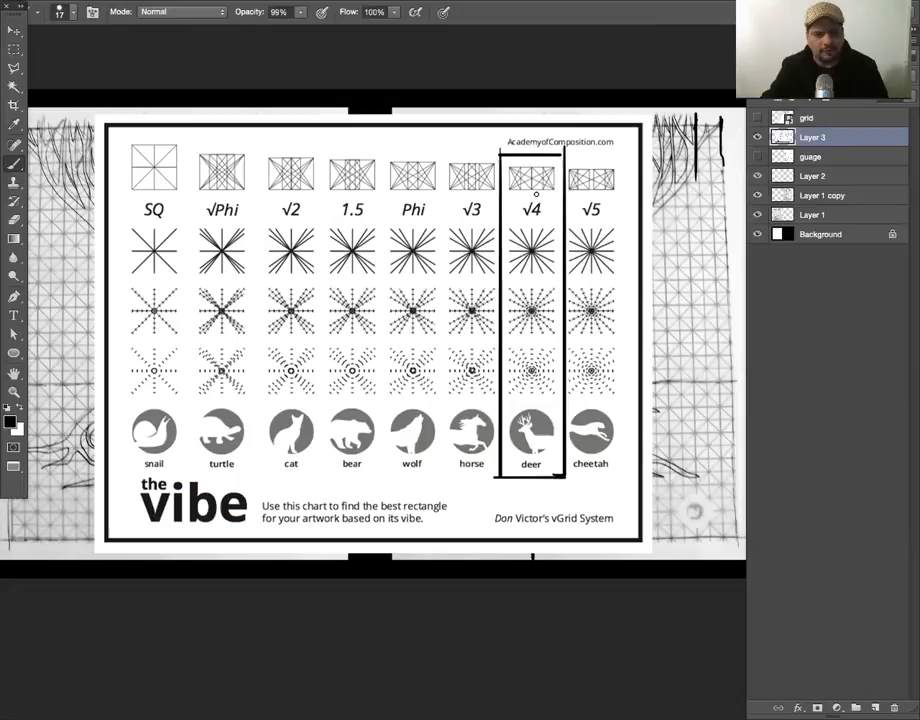 17 Mode: Normal Opacity: 99% Flow: 100%
grid
Layer 3
guage
Layer 2
Layer 1 copy
Layer 1
Background
AcademyofComposition.com
SQ √Phi √2 1.5 Phi √3 √4 √5
snail turtle cat bear wolf horse deer cheetah
the
vibe
Use this chart to find the best rectangle
for your artwork based on its vibe.
Don Victor's vGrid System